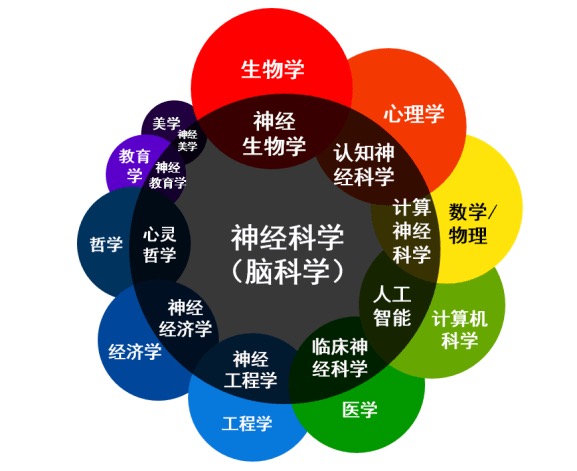 生物学
神经
生物学
心理学
认知神
经科学
数学/
物理
计算
神经
科学
计算机
科学
人工
智能
医学
临床神
经科学
工程学
神经
工程学
经济学
神经
经济学
哲学
心灵
哲学
教育
学
神经
教育学
美学
神经
美学
神经科学
（脑科学）